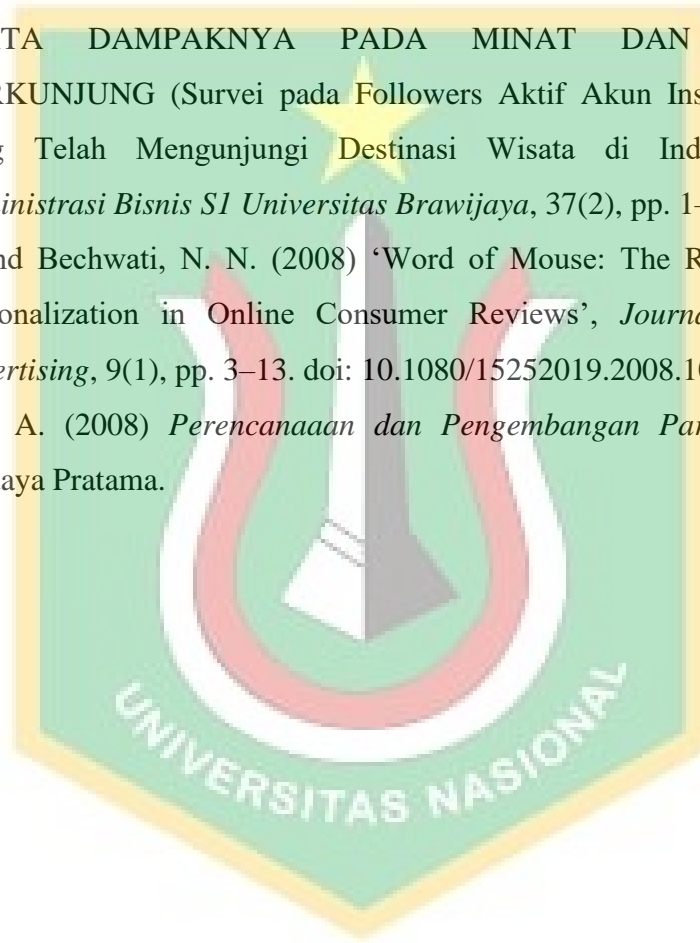 TA DAMPAKNYA PADA MINAT DAN
RKUNJUNG (Survei pada Followers Aktif Akun Ins
Telah Mengunjungi Destinasi Wisata di Ind
inistrasi Bisnis S1 Universitas Brawijaya, 37(2), pp. 1–
nd Bechwati, N. N. (2008) ‘Word of Mouse: The R
onalization in Online Consumer Reviews’, Journa
ertising, 9(1), pp. 3–13. doi: 10.1080/15252019.2008.10
A. (2008) Perencanaaan dan Pengembangan Par
aya Pratama.
UNIVERSITAS NASIONAL